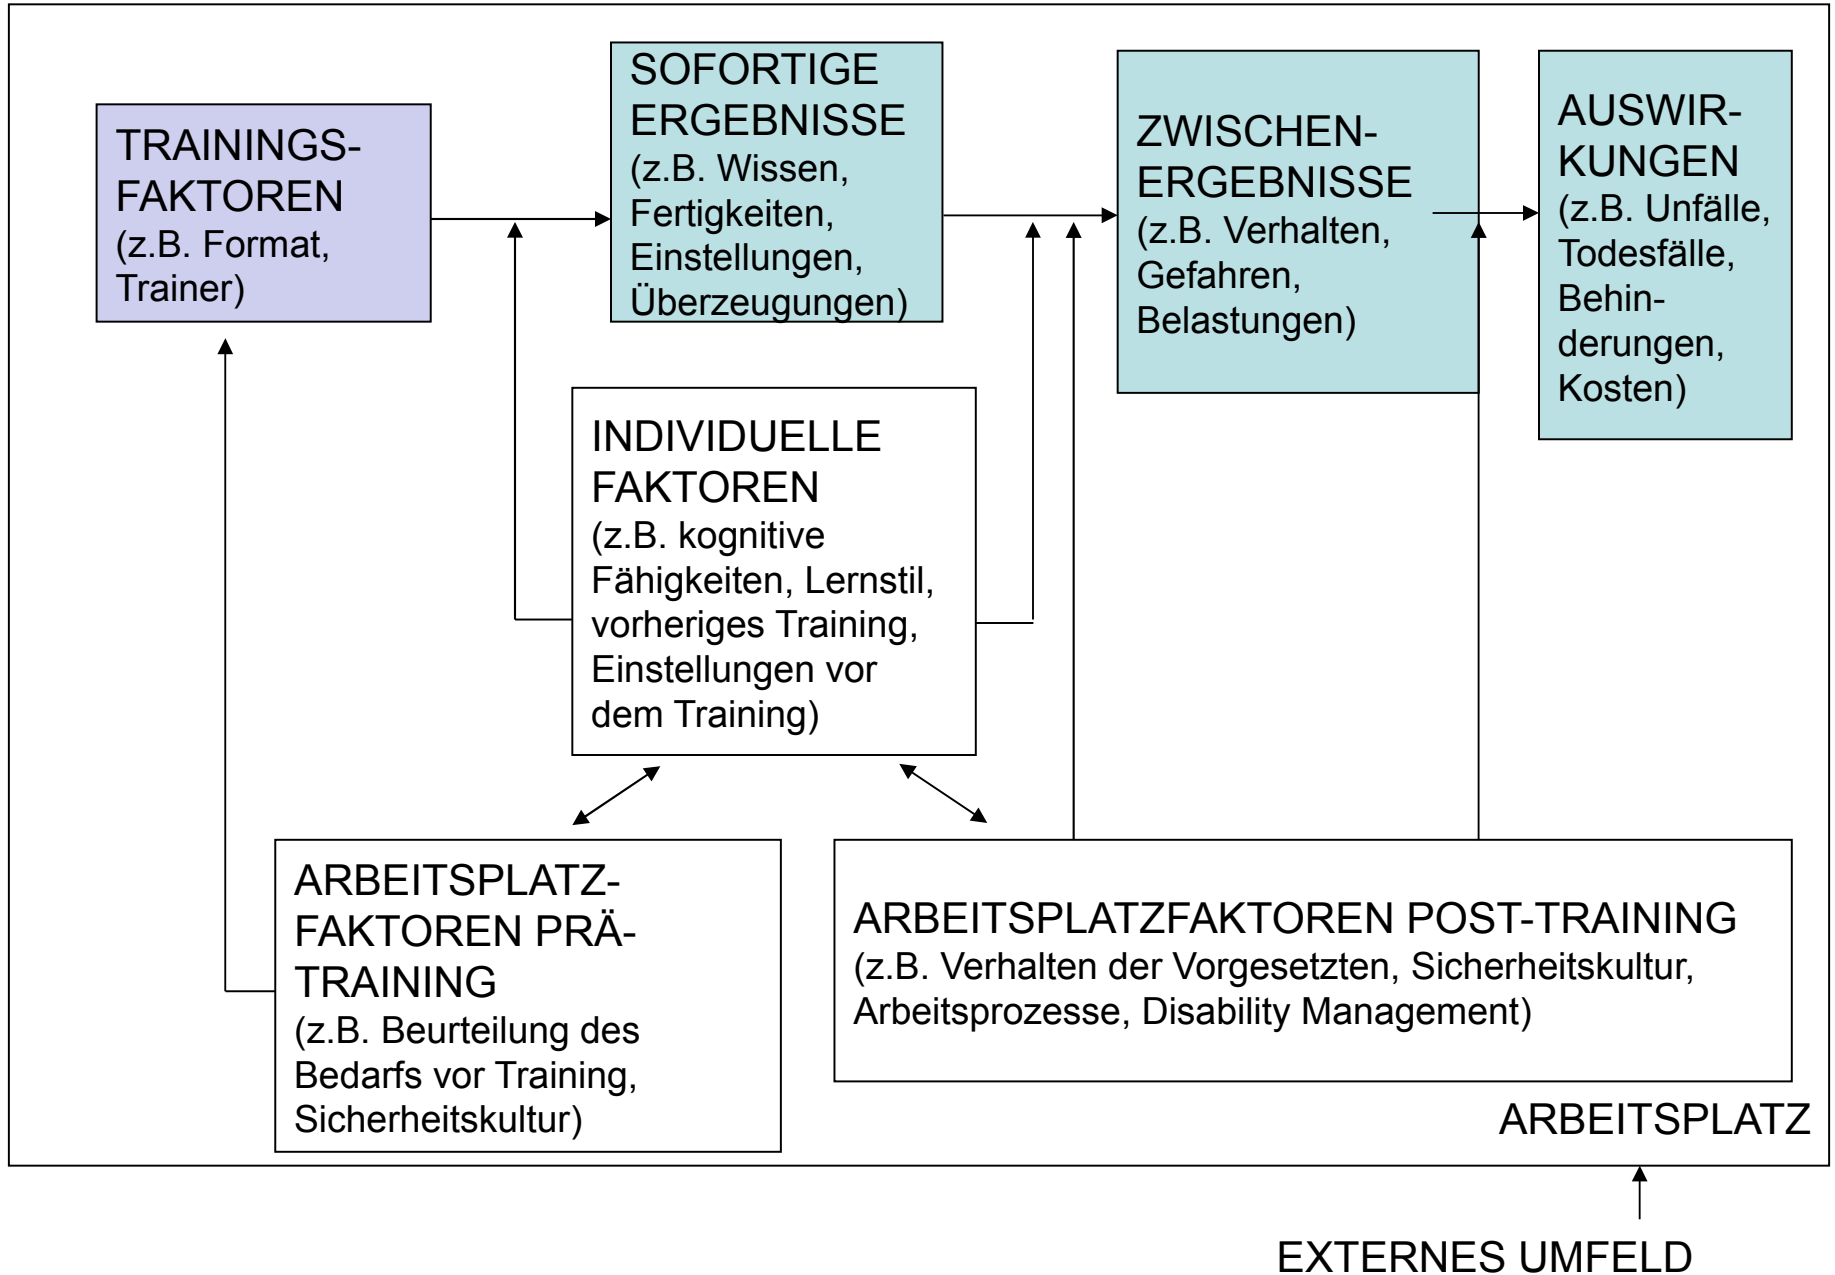 TRAININGS-
FAKTOREN
(z.B. Format,
Trainer)
SOFORTIGE
ERGEBNISSE
(z.B. Wissen,
Fertigkeiten,
Einstellungen,
Überzeugungen)
ZWISCHEN-
ERGEBNISSE
(z.B. Verhalten,
Gefahren,
Belastungen)
AUSWIR-
KUNGEN
(z.B. Unfälle,
Todesfälle,
Behin-
derungen,
Kosten)
INDIVIDUELLE
FAKTOREN
(z.B. kognitive
Fähigkeiten, Lernstil,
vorheriges Training,
Einstellungen vor
dem Training)
ARBEITSPLATZ-
FAKTOREN PRÄ-
TRAINING
(z.B. Beurteilung des
Bedarfs vor Training,
Sicherheitskultur)
ARBEITSPLATZFAKTOREN POST-TRAINING
(z.B. Verhalten der Vorgesetzten, Sicherheitskultur,
Arbeitsprozesse, Disability Management)
ARBEITSPLATZ
EXTERNES UMFELD